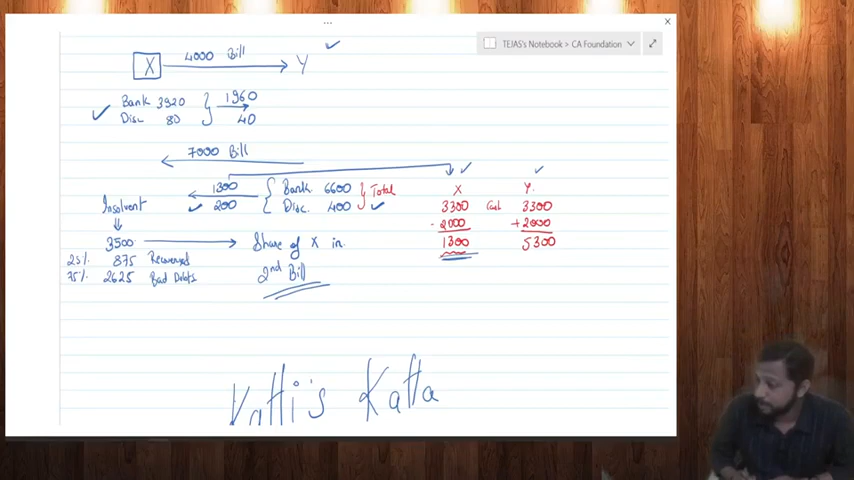 TEJAS's Notebook > CA Foundation
X 4000 Bill Y
Bank 3920 1960
Disc 80 40
7000 Bill
1300 Bank 6600 Total
200 Disc. 400
X Y.
3300 Cash 3300
- 2000 + 2000
1300 5300
Insolvent
3500 Share of X in
2nd Bill
25% 875 Recovered
75% 2625 Bad Debts
Vatti's Katta